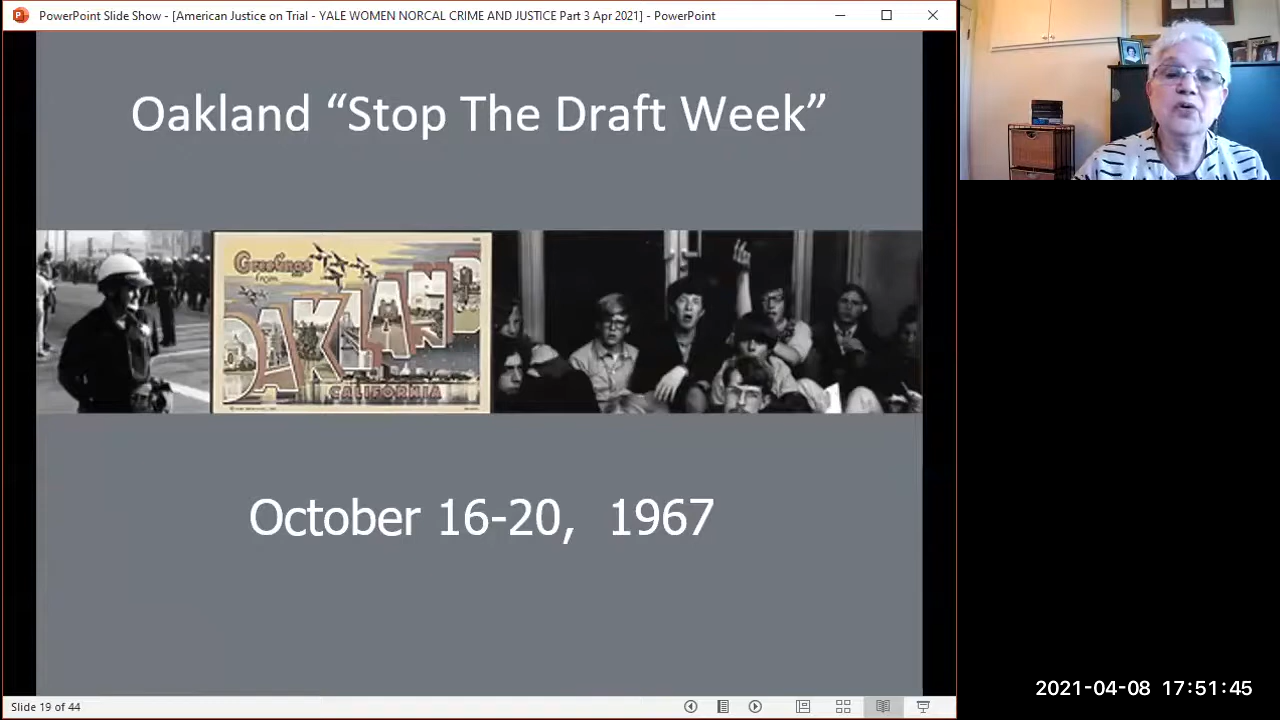 PowerPoint Slide Show - [American Justice on Trial - YALE WOMEN NORCAL CRIME AND JUSTICE Part 3 Apr 2021] - PowerPoint
Oakland “Stop The Draft Week”
Greetings
from
OAKLAND
CALIFORNIA
October 16-20, 1967
Slide 19 of 44
2021-04-08 17:51:45